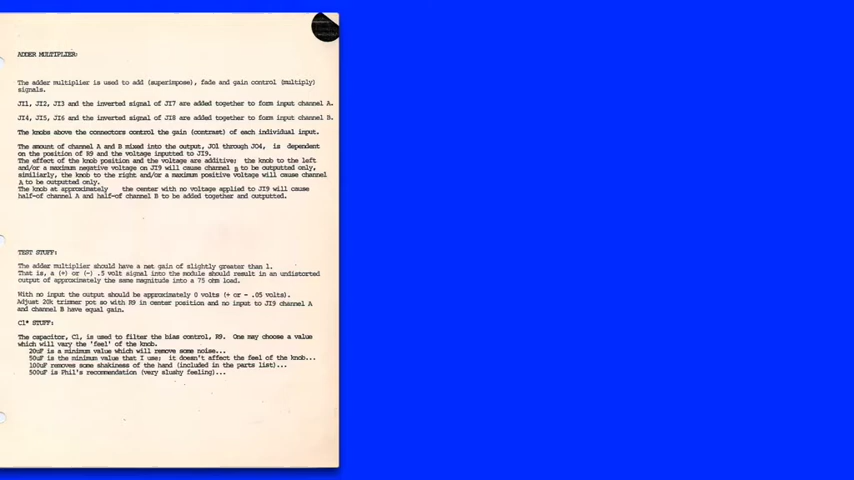 ADDER MULTIPLIER:
The adder multiplier is used to add (superimpose), fade and gain control (multiply)
signals.
JI1, JI2, JI3 and the inverted signal of JI7 are added together to form input channel A.
JI4, JI5, JI6 and the inverted signal of JI8 are added together to form input channel B.
The knobs above the connectors control the gain (contrast) of each individual input.
The amount of channel A and B mixed into the output, JO1 through JO4, is dependent
on the position of R9 and the voltage inputted to JI9.
The effect of the knob position and the voltage are additive; the knob to the left
and/or a maximum negative voltage on JI9 will cause channel B to be outputted only,
similiarly, the knob to the right and/or a maximum positive voltage will cause channel
A to be outputted only.
The knob at approximately the center with no voltage applied to JI9 will cause
half-of channel A and half-of channel B to be added together and outputted.
TEST STUFF:
The adder multiplier should have a net gain of slightly greater than 1.
That is, a (+) or (-) .5 volt signal into the module should result in an undistorted
output of approximately the same magnitude into a 75 ohm load.
With no input the output should be approximately 0 volts (+ or - .05 volts).
Adjust 20k trimmer pot so with R9 in center position and no input to JI9 channel A
and channel B have equal gain.
C1* STUFF:
The capacitor, C1, is used to filter the bias control, R9. One may choose a value
which will vary the 'feel' of the knob.
20uF is a minimum value which will remove some noise...
50uF is the minimum value that I use; it doesn't affect the feel of the knob...
100uF removes some shakiness of the hand (included in the parts list)...
500uF is Phil's recommendation (very slushy feeling)...